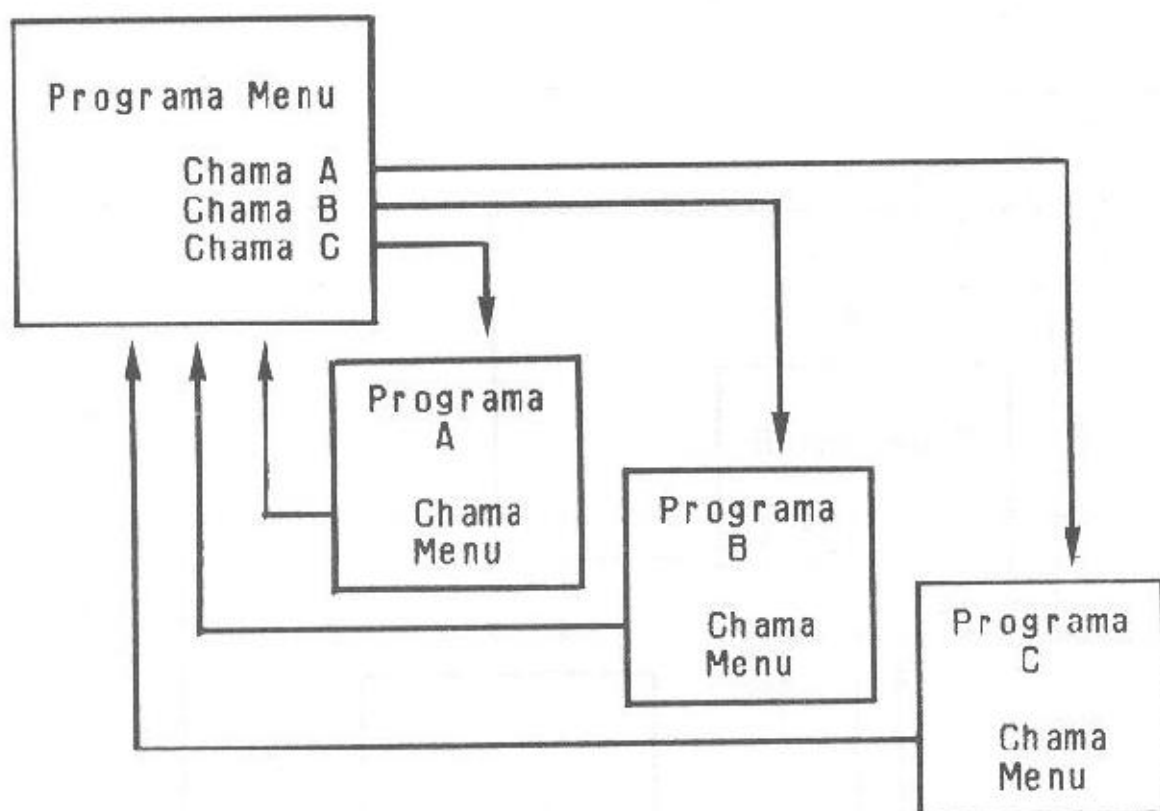 Programa Menu
Chama A
Chama B
Chama C
Programa
A
Chama
Menu
Programa
B
Chama
Menu
Programa
C
Chama
Menu